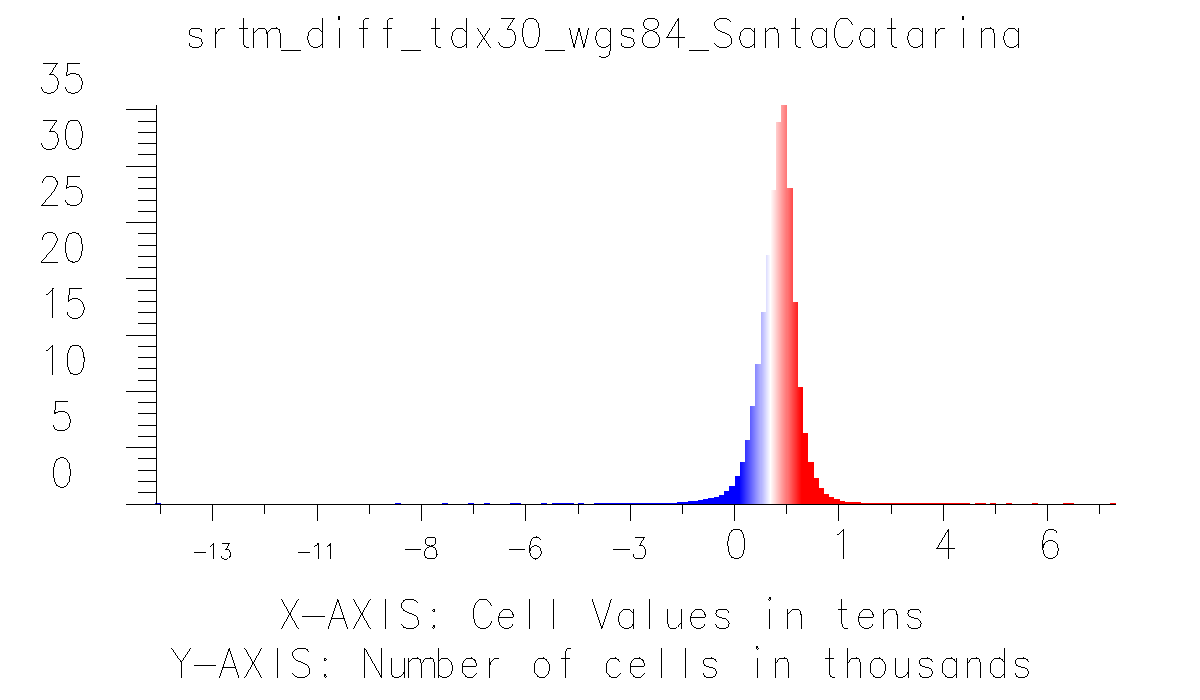 srtm_diff_tdx30_wgs84_SantaCatarina
35
30
25
20
15
10
5
0
-13 -11 -8 -6 -3 0 1 4 6
X-AXIS: Cell Values in tens
Y-AXIS: Number of cells in thousands